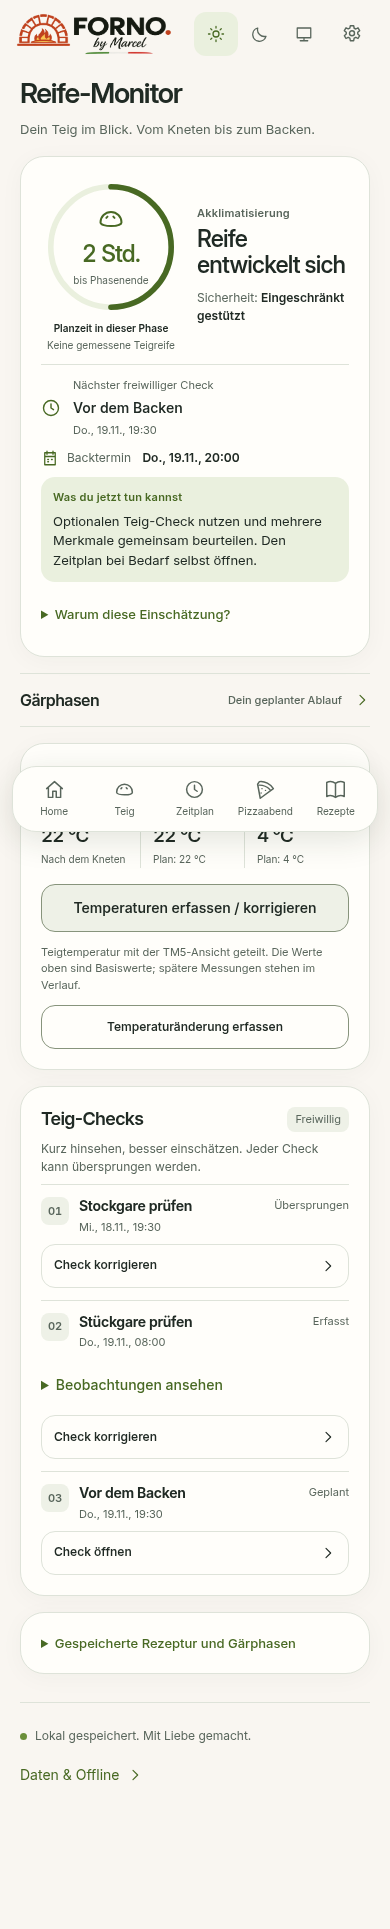 FORNO.
by Marcel
Reife-Monitor
Dein Teig im Blick. Vom Kneten bis zum Backen.
2 Std.
bis Phasenende
Planzeit in dieser Phase
Keine gemessene Teigreife
Akklimatisierung
Reife
entwickelt sich
Sicherheit: Eingeschränkt
gestützt
Nächster freiwilliger Check
Vor dem Backen
Do., 19.11., 19:30
Backtermin Do., 19.11., 20:00
Was du jetzt tun kannst
Optionalen Teig-Check nutzen und mehrere
Merkmale gemeinsam beurteilen. Den
Zeitplan bei Bedarf selbst öffnen.
Warum diese Einschätzung?
Gärphasen Dein geplanter Ablauf
Home Teig Zeitplan Pizzaabend Rezepte
22 °C 22 °C 4 °C
Nach dem Kneten Plan: 22 °C Plan: 4 °C
Temperaturen erfassen / korrigieren
Teigtemperatur mit der TM5-Ansicht geteilt. Die Werte
oben sind Basiswerte; spätere Messungen stehen im
Verlauf.
Temperaturänderung erfassen
Teig-Checks Freiwillig
Kurz hinsehen, besser einschätzen. Jeder Check
kann übersprungen werden.
01 Stockgare prüfen Übersprungen
Mi., 18.11., 19:30
Check korrigieren
02 Stückgare prüfen Erfasst
Do., 19.11., 08:00
Beobachtungen ansehen
Check korrigieren
03 Vor dem Backen Geplant
Do., 19.11., 19:30
Check öffnen
Gespeicherte Rezeptur und Gärphasen
Lokal gespeichert. Mit Liebe gemacht.
Daten & Offline